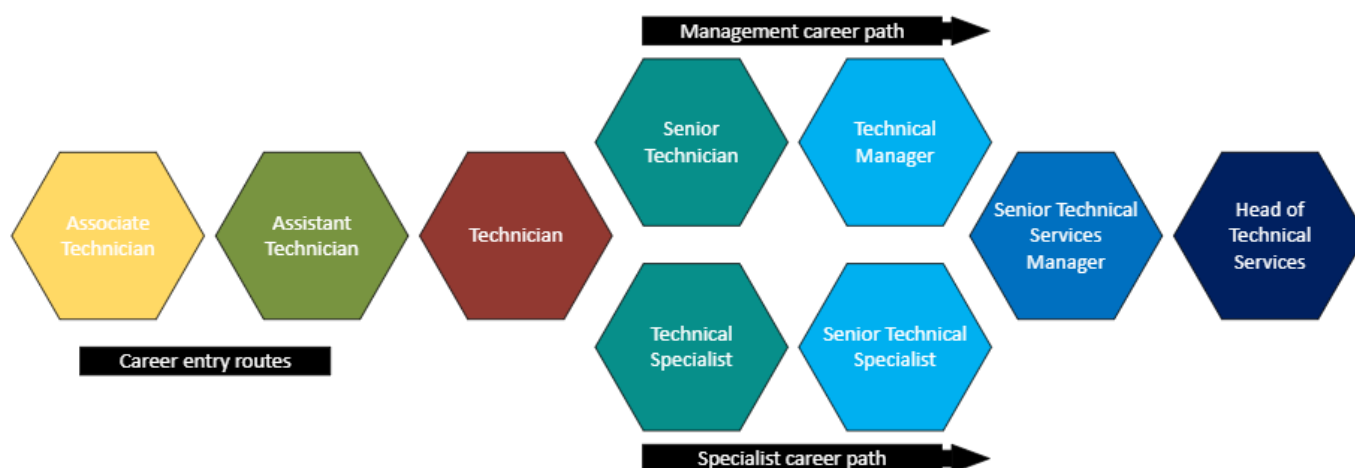 Management career path
Senior
Technician
Technical
Manager
Associate
Technician
Assistant
Technician
Technician
Senior Technical
Services
Manager
Head of
Technical
Services
Technical
Specialist
Senior Technical
Specialist
Career entry routes
Specialist career path